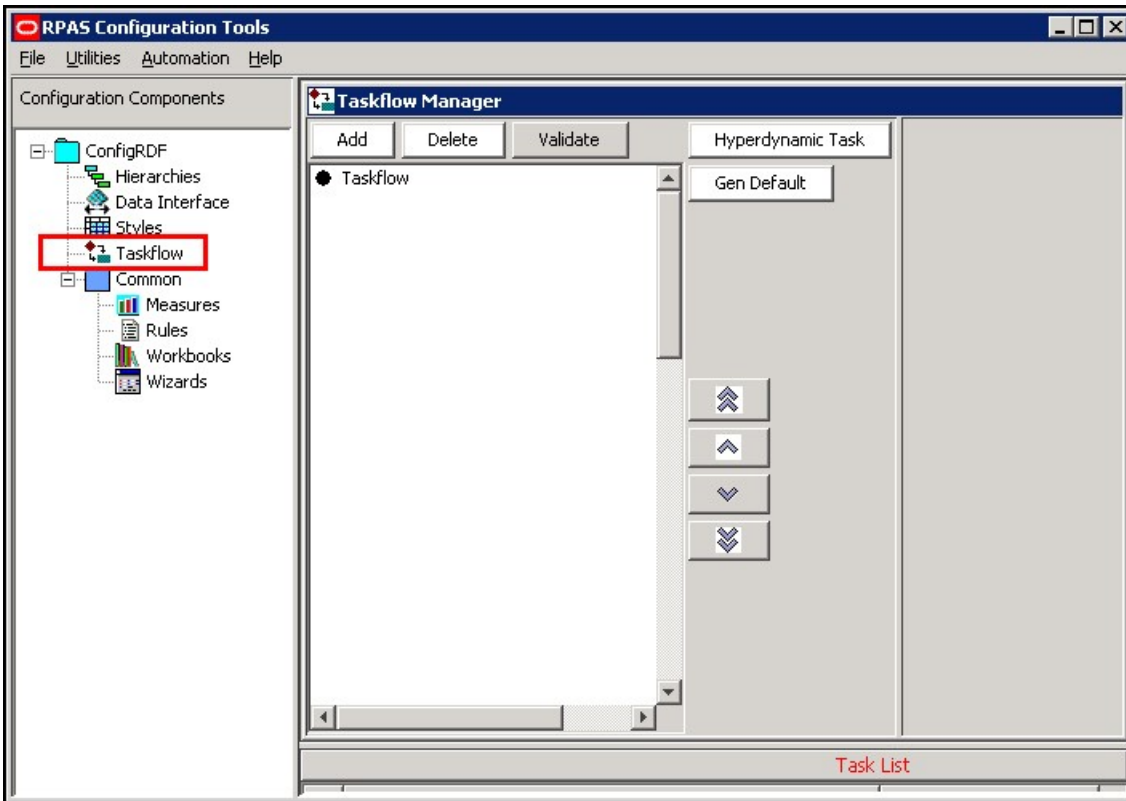 RPAS Configuration Tools
File Utilities Automation Help
Configuration Components
ConfigRDF
Hierarchies
Data Interface
Styles
Taskflow
Common
Measures
Rules
Workbooks
Wizards
Taskflow Manager
Add Delete Validate Hyperdynamic Task
Gen Default
Taskflow
Task List